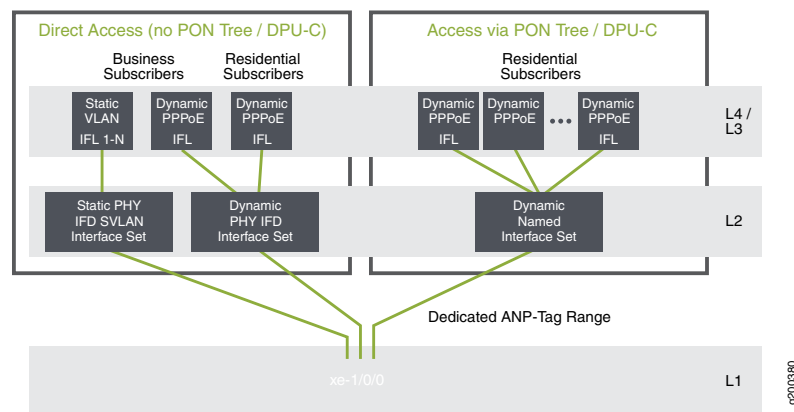 Direct Access (no PON Tree / DPU-C)
Access via PON Tree / DPU-C
Business
Subscribers
Residential
Subscribers
Residential
Subscribers
Static
VLAN
IFL 1-N
Dynamic
PPPoE
IFL
Dynamic
PPPoE
IFL
Dynamic
PPPoE
IFL
Dynamic
PPPoE
Dynamic
PPPoE
IFL
L4 /
L3
Static PHY
IFD SVLAN
Interface Set
Dynamic
PHY IFD
Interface Set
Dynamic
Named
Interface Set
L2
Dedicated ANP-Tag Range
xe-1/0/0
L1
g200380